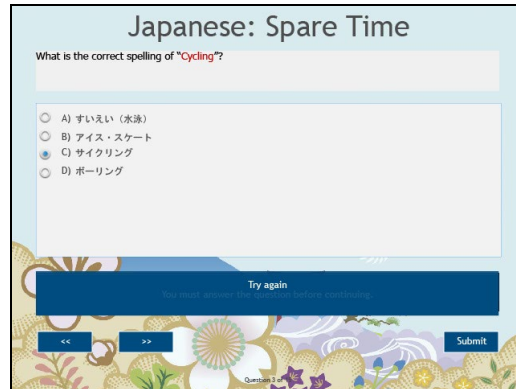 Japanese: Spare Time
What is the correct spelling of “Cycling”?
A) すいえい（水泳）
B) アイス・スケート
C) サイクリング
D) ボーリング
Try again
You must answer the question before continuing.
<<
>>
Submit
Question 3 of